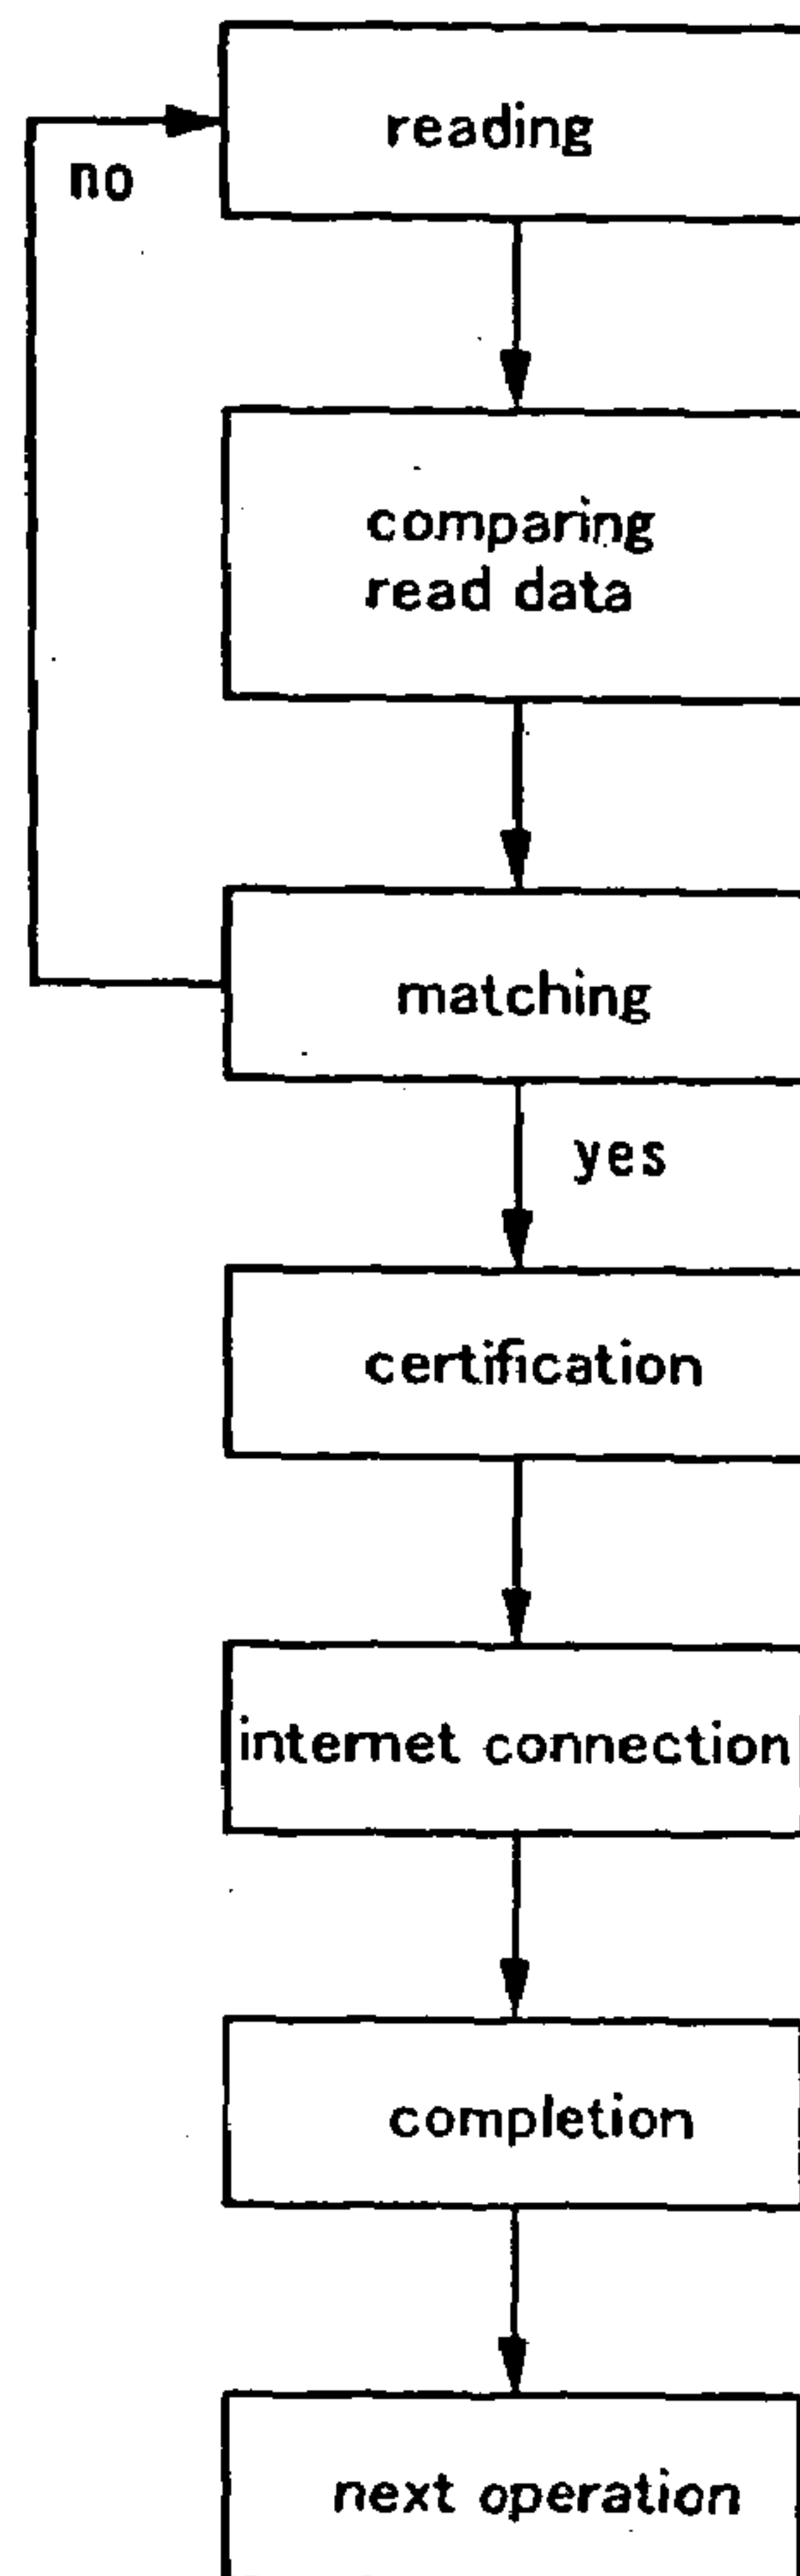 reading
no
comparing
read data
matching
yes
certification
internet connection
completion
next operation